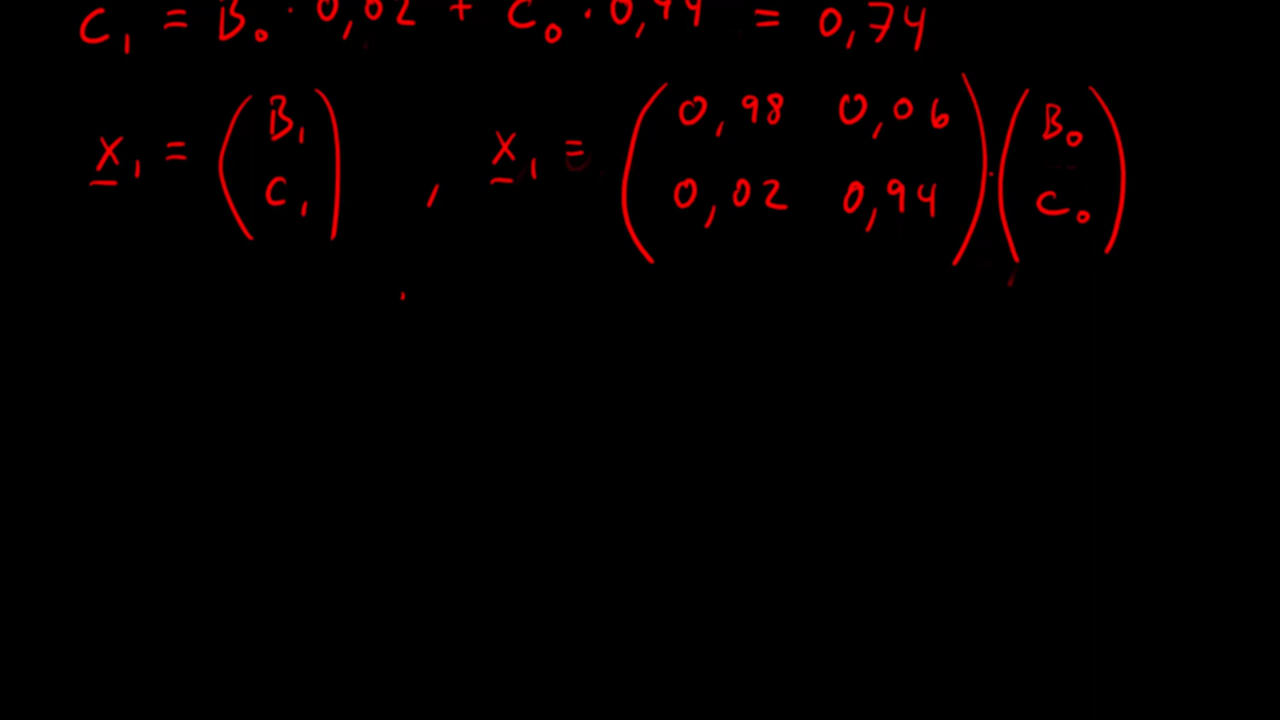 C₁ = B₀ · 0,02 + C₀ · 0,94 = 0,74
x₁ = (B₁ C₁) , x₁ = (0,98 0,06 0,02 0,94) · (B₀ C₀)